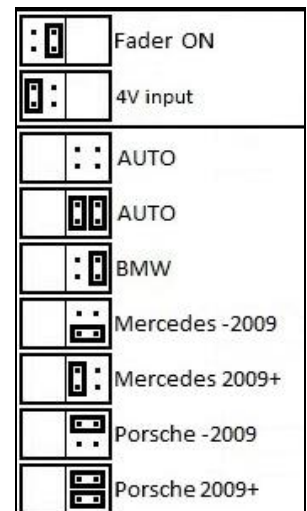 Fader ON
4V input
AUTO
AUTO
BMW
Mercedes -2009
Mercedes 2009+
Porsche -2009
Porsche 2009+